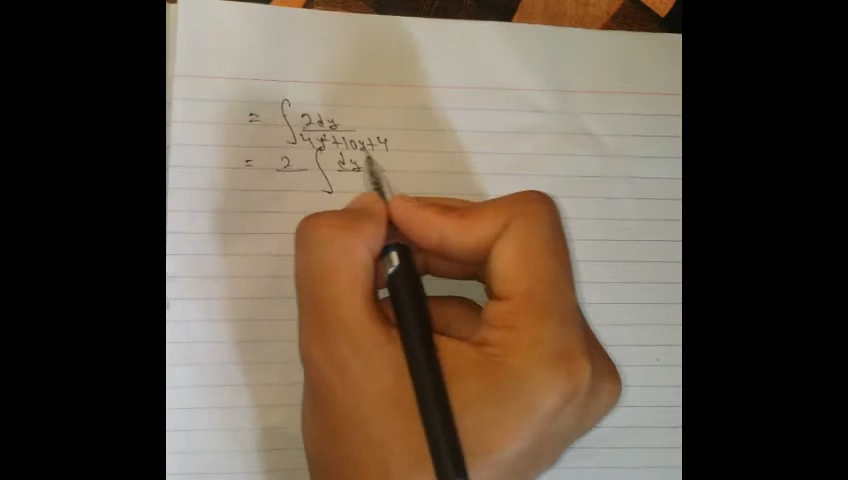 = ∫ 2dy / 4y²+10y+4
= 2 ∫ dy